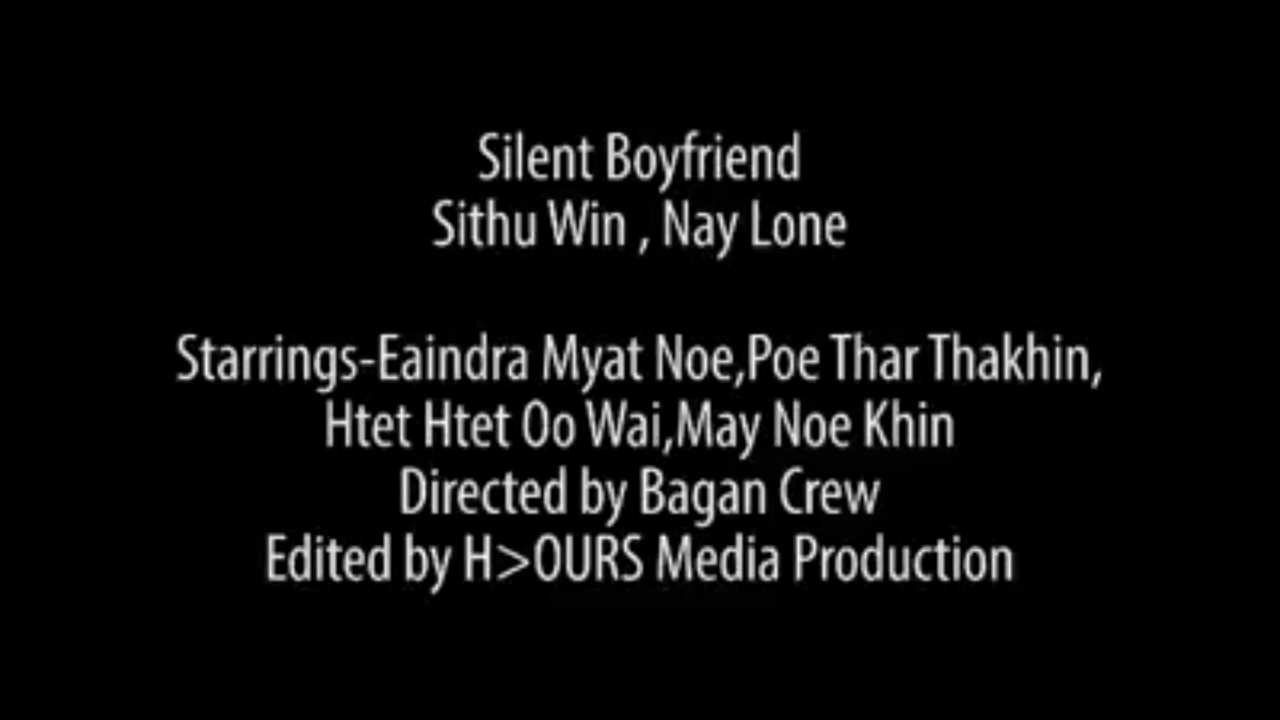 Silent Boyfriend
Sithu Win , Nay Lone
Starrings-Eaindra Myat Noe,Poe Thar Thakhin,
Htet Htet Oo Wai,May Noe Khin
Directed by Bagan Crew
Edited by H>OURS Media Production